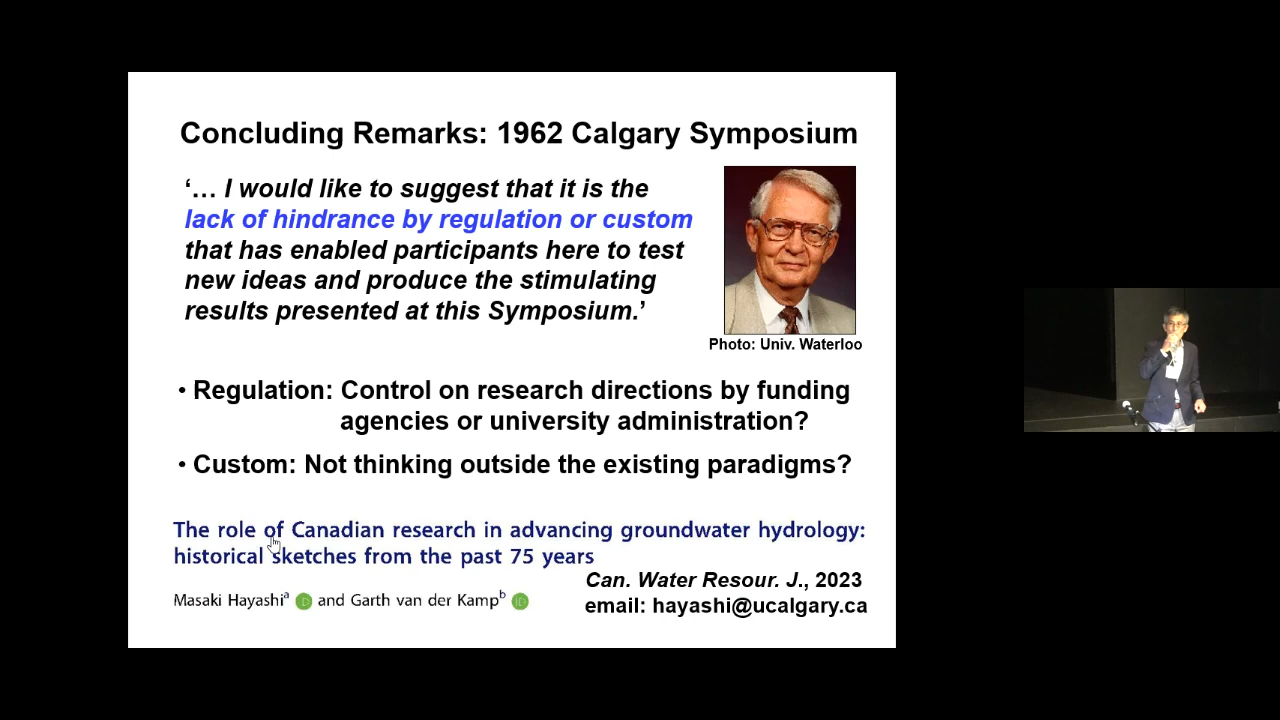 Concluding Remarks: 1962 Calgary Symposium
‘… I would like to suggest that it is the
lack of hindrance by regulation or custom
that has enabled participants here to test
new ideas and produce the stimulating
results presented at this Symposium.’
Photo: Univ. Waterloo
• Regulation: Control on research directions by funding
agencies or university administration?
• Custom: Not thinking outside the existing paradigms?
The role of Canadian research in advancing groundwater hydrology:
historical sketches from the past 75 years
Can. Water Resour. J., 2023
Masaki Hayashiᵃ iD and Garth van der Kampᵇ iD
email: hayashi@ucalgary.ca